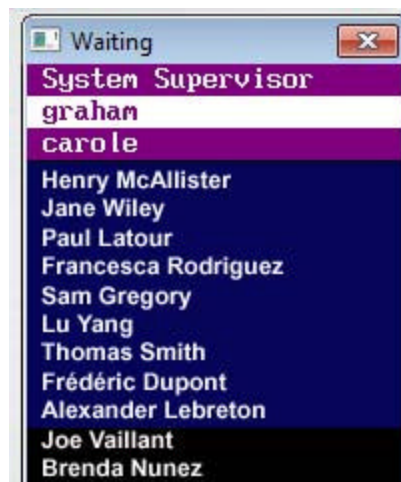 Waiting
System Supervisor
graham
carole
Henry McAllister
Jane Wiley
Paul Latour
Francesca Rodriguez
Sam Gregory
Lu Yang
Thomas Smith
Frédéric Dupont
Alexander Lebreton
Joe Vaillant
Brenda Nunez